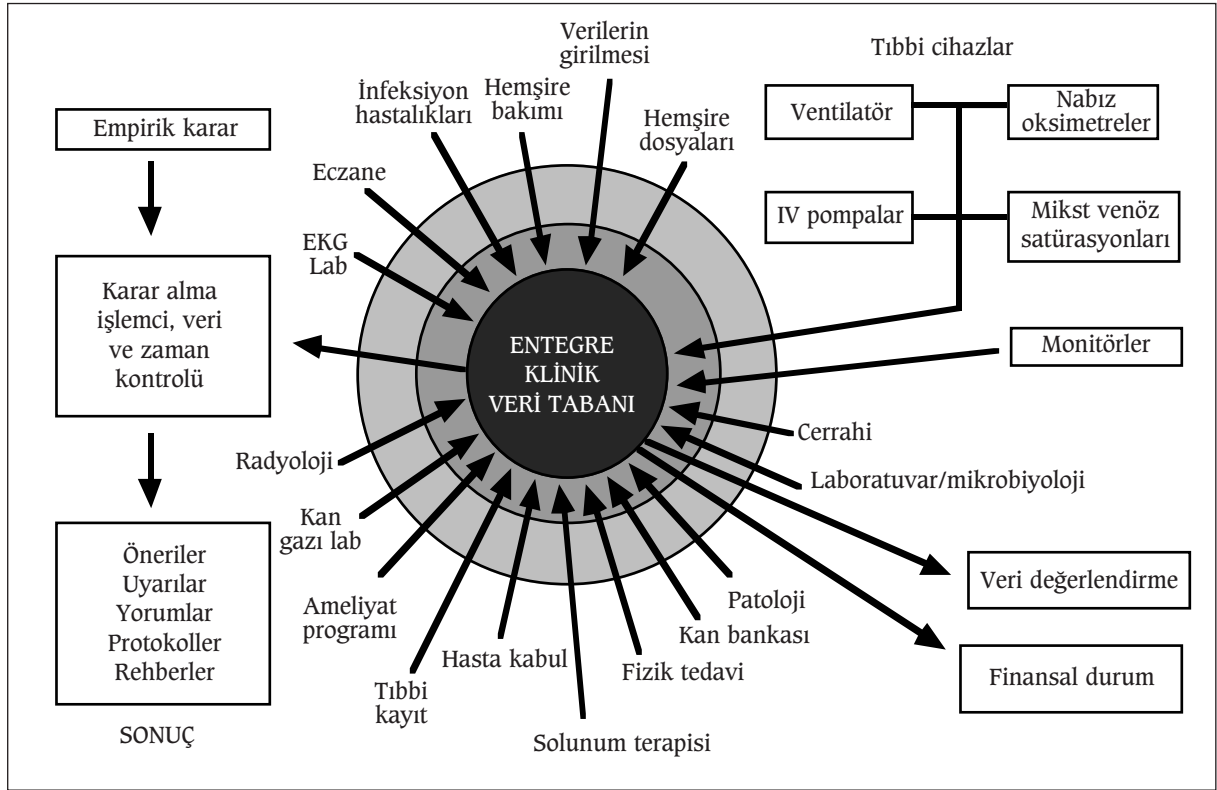 Verilerin
girilmesi
Tıbbi cihazlar
İnfeksiyon
hastalıkları
Hemşire
bakımı
Hemşire
dosyaları
Empirik karar
Ventilatör
Nabız
oksimetreler
Eczane
IV pompalar
Mikst venöz
satürasyonları
EKG
Lab
Karar alma
işlemci, veri
ve zaman
kontrolü
ENTEGRE
KLİNİK
VERİ TABANI
Monitörler
Cerrahi
Radyoloji
Laboratuvar/mikrobiyoloji
Kan
gazı lab
Öneriler
Uyarılar
Yorumlar
Protokoller
Rehberler
Veri değerlendirme
Ameliyat
programı
Patoloji
Kan bankası
Hasta kabul
Fizik tedavi
Finansal durum
Tıbbi
kayıt
SONUÇ
Solunum terapisi